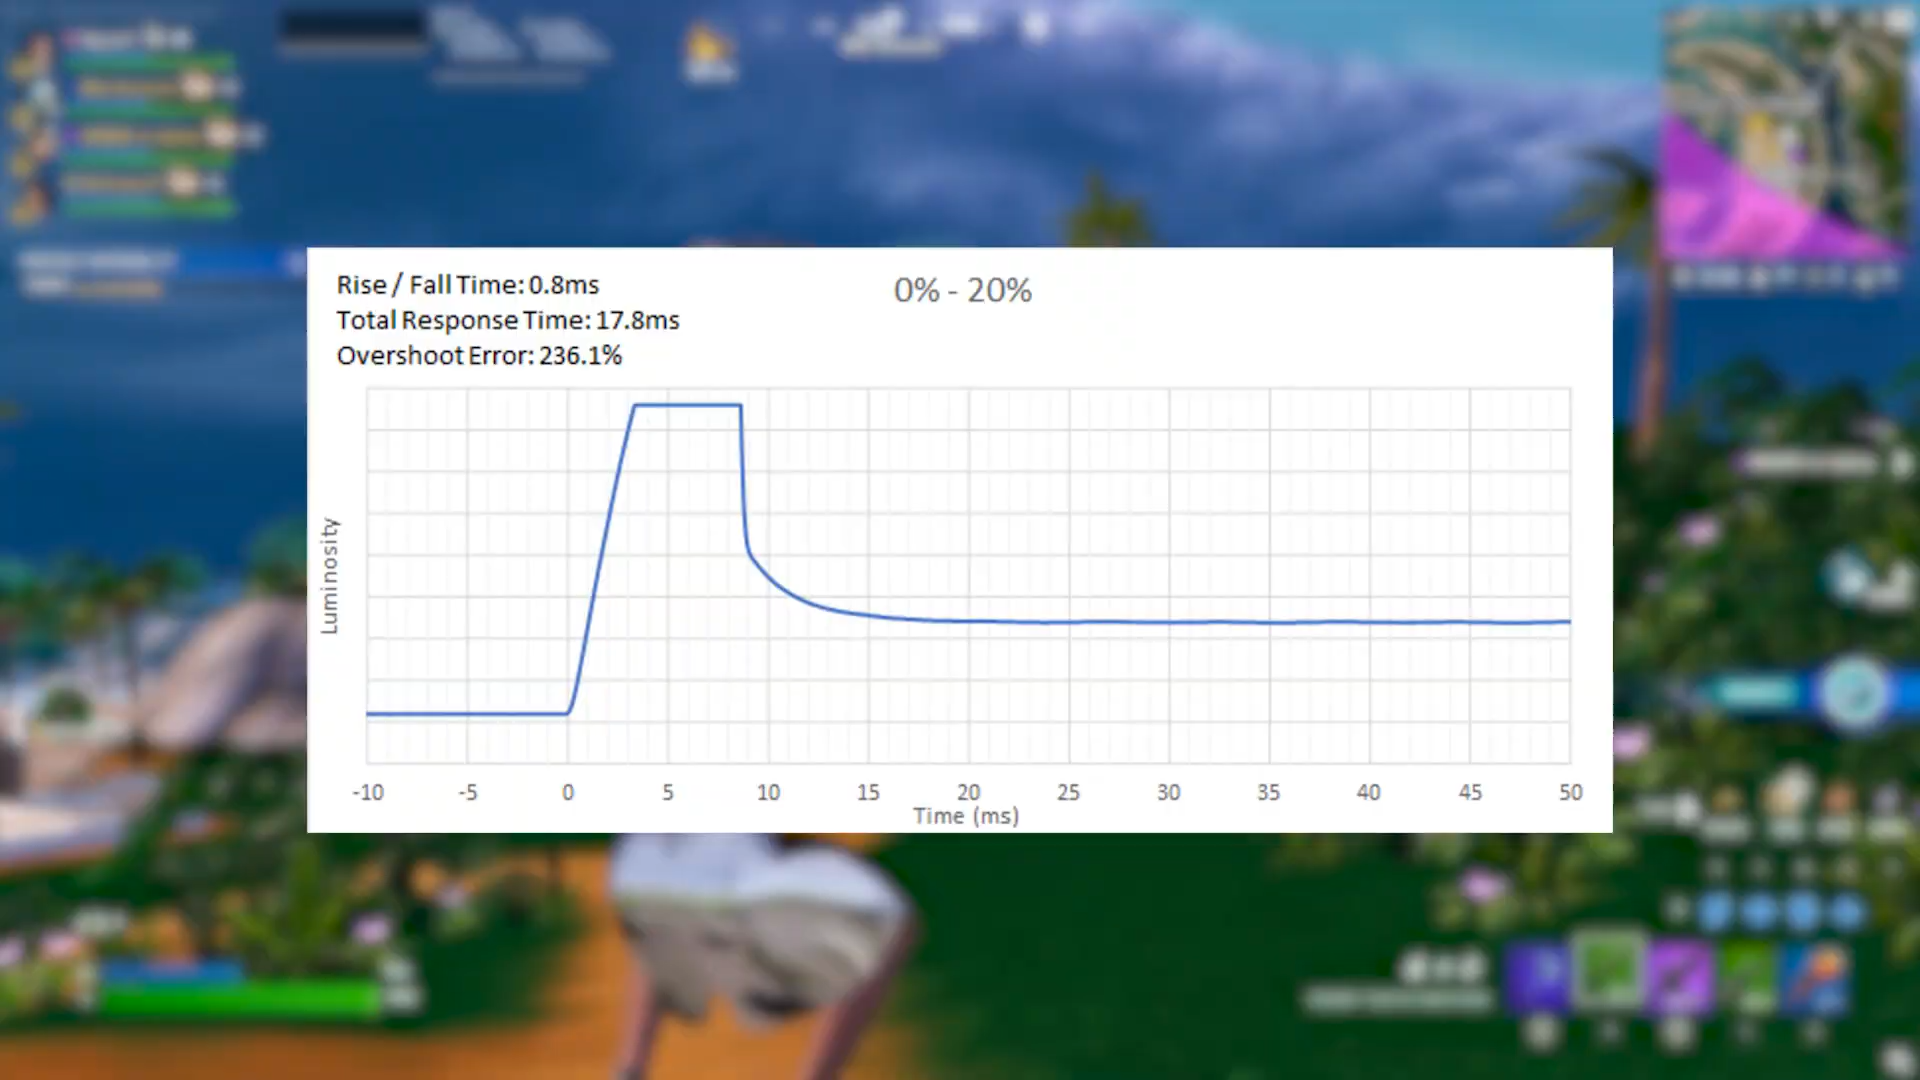 Rise / Fall Time: 0.8ms
Total Response Time: 17.8ms
Overshoot Error: 236.1%
0% - 20%
Luminosity
-10 -5 0 5 10 15 20 25 30 35 40 45 50
Time (ms)